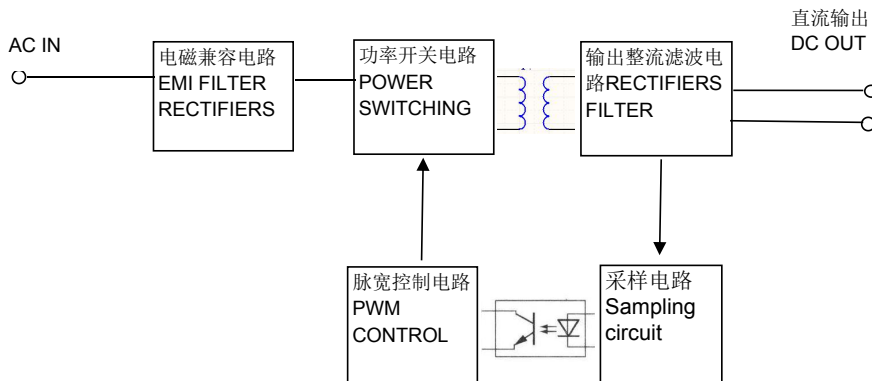 AC IN
电磁兼容电路
EMI FILTER
RECTIFIERS
功率开关电路
POWER
SWITCHING
输出整流滤波电
路RECTIFIERS
FILTER
直流输出
DC OUT
脉宽控制电路
PWM
CONTROL
采样电路
Sampling
circuit